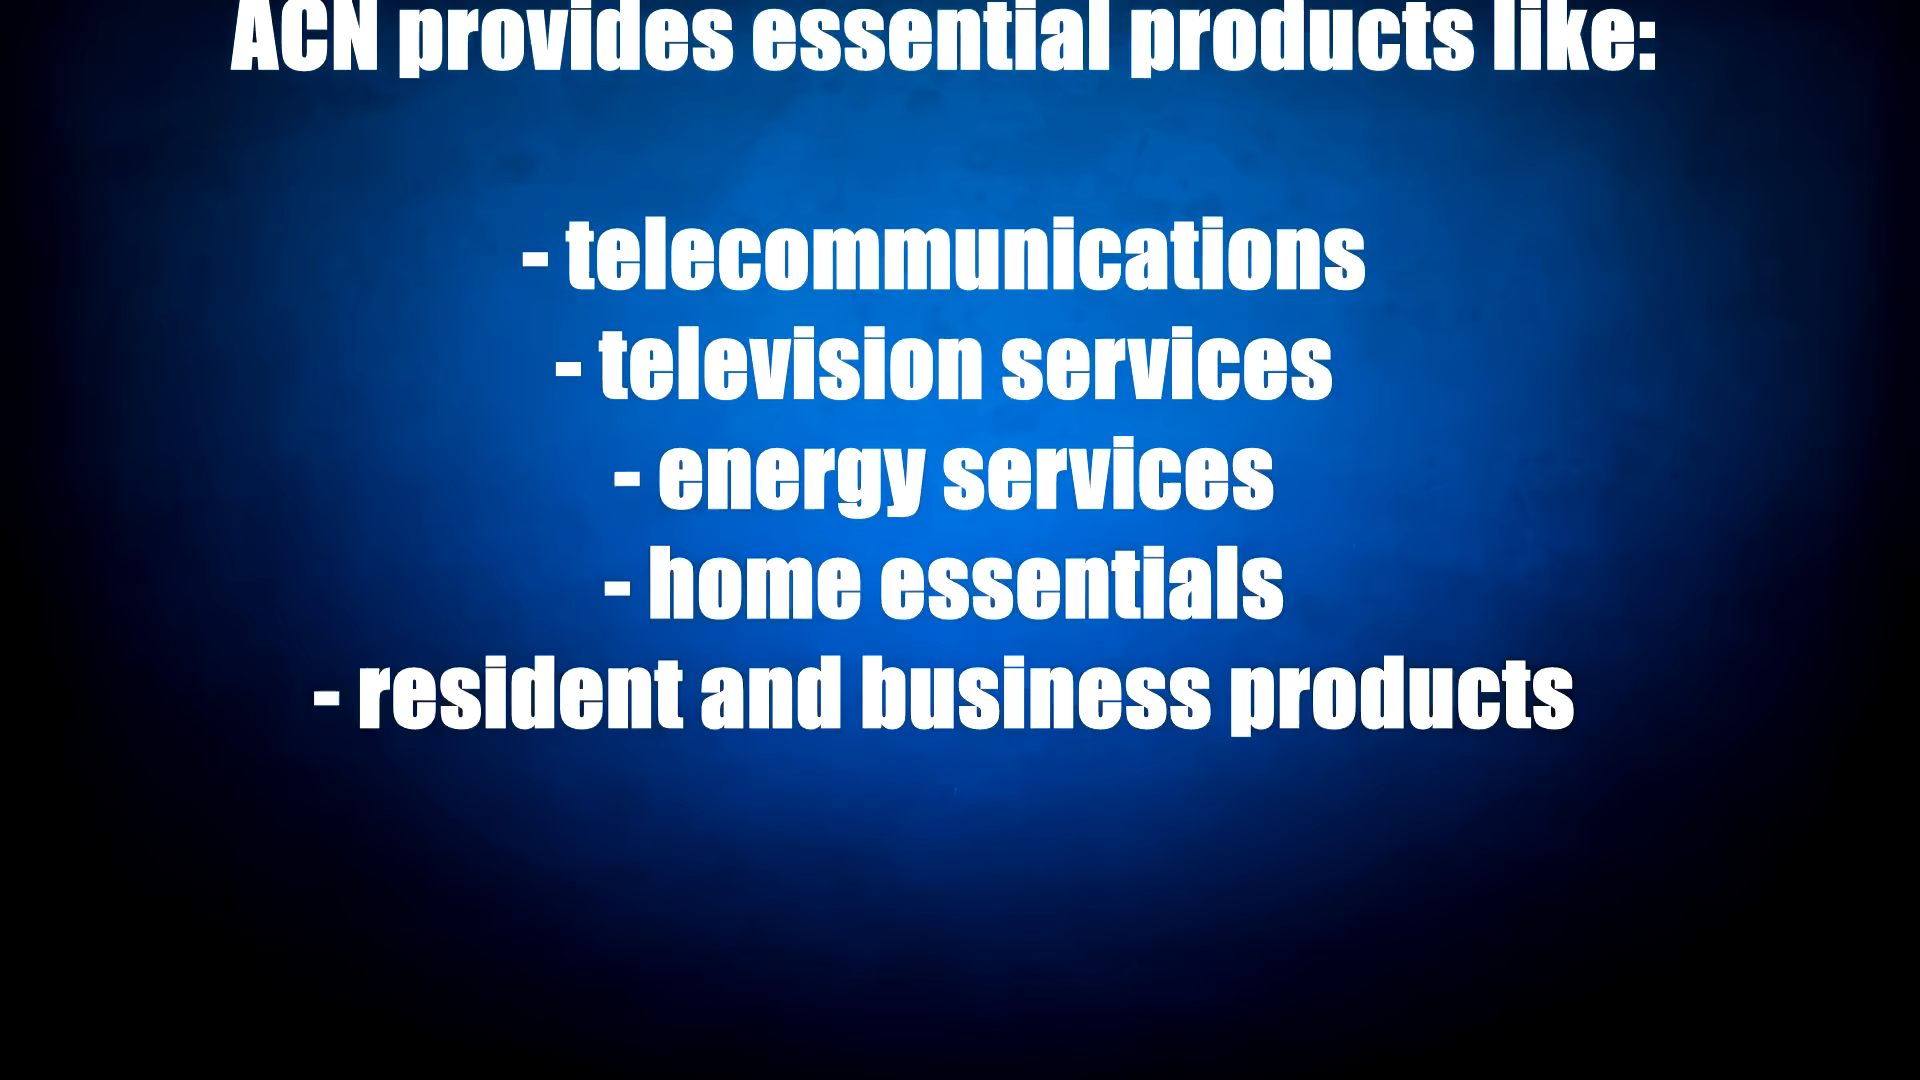 ACN provides essential products like:
- telecommunications
- television services
- energy services
- home essentials
- resident and business products